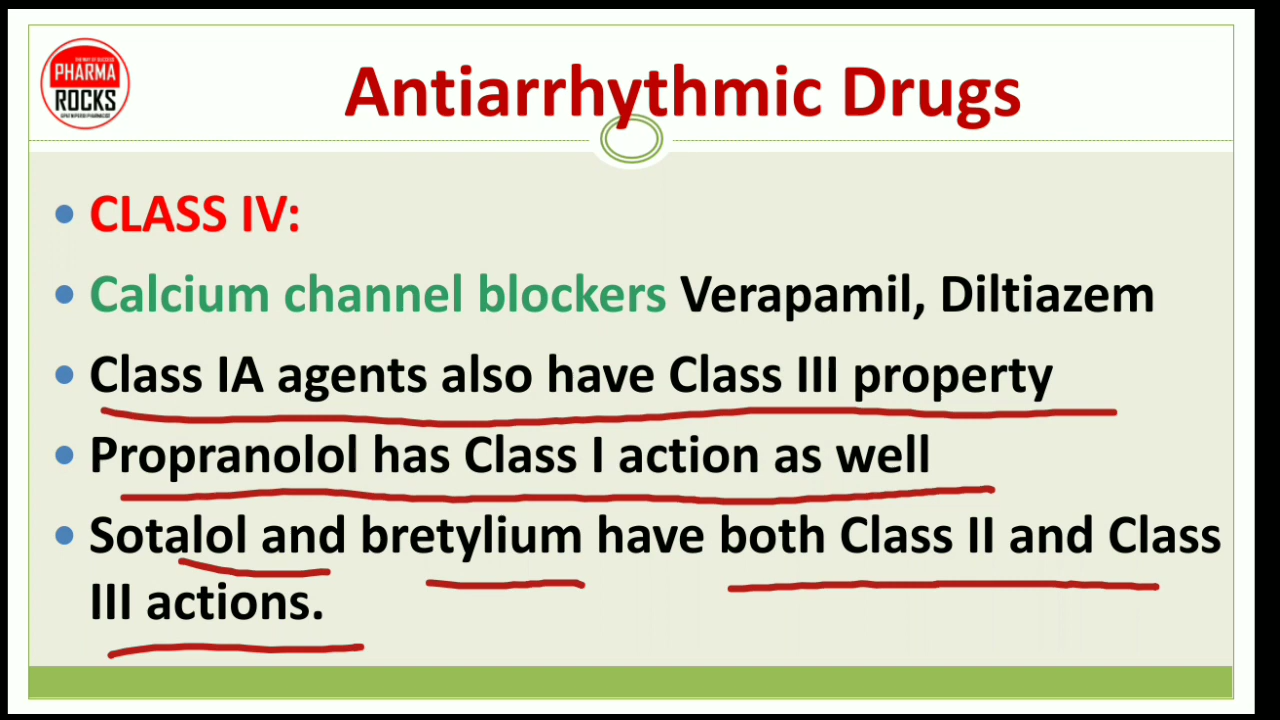 PHARMA
ROCKS
Antiarrhythmic Drugs
• CLASS IV:
• Calcium channel blockers Verapamil, Diltiazem
• Class IA agents also have Class III property
• Propranolol has Class I action as well
• Sotalol and bretylium have both Class II and Class
III actions.